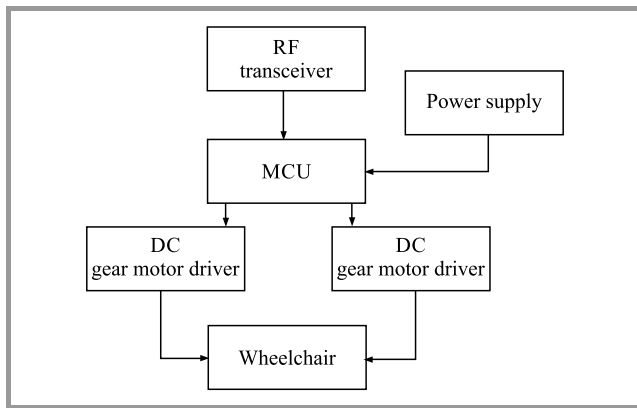 RF
transceiver
Power supply
MCU
DC
gear motor driver
DC
gear motor driver
Wheelchair